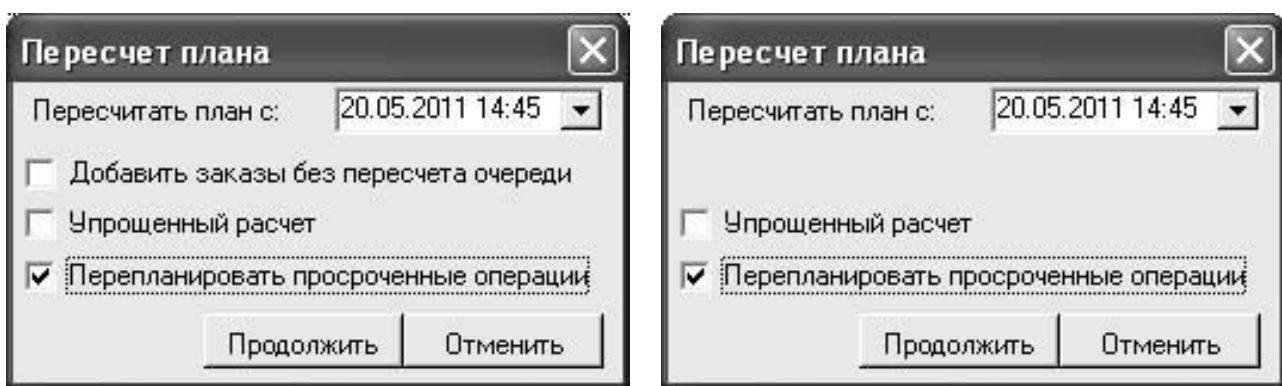 Пересчет плана
Пересчитать план с: 20.05.2011 14:45
Добавить заказы без пересчета очереди
Упрощенный расчет
Перепланировать просроченные операции
Продолжить Отменить
Пересчет плана
Пересчитать план с: 20.05.2011 14:45
Упрощенный расчет
Перепланировать просроченные операции
Продолжить Отменить